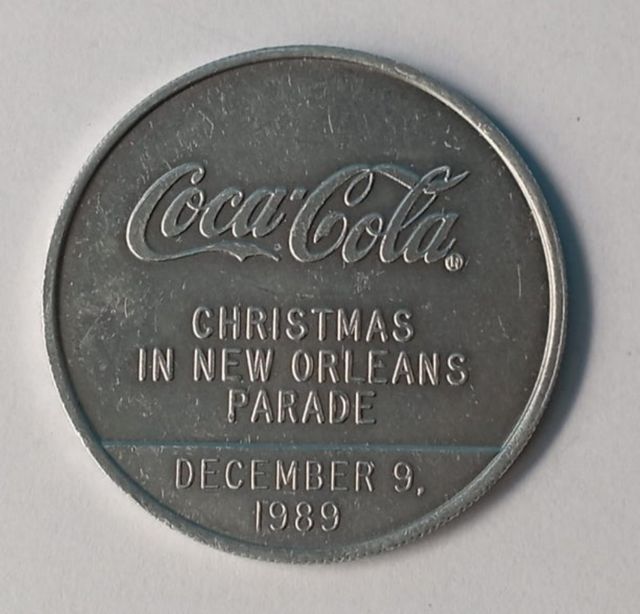 Coca-Cola®
CHRISTMAS
IN NEW ORLEANS
PARADE
DECEMBER 9,
1989